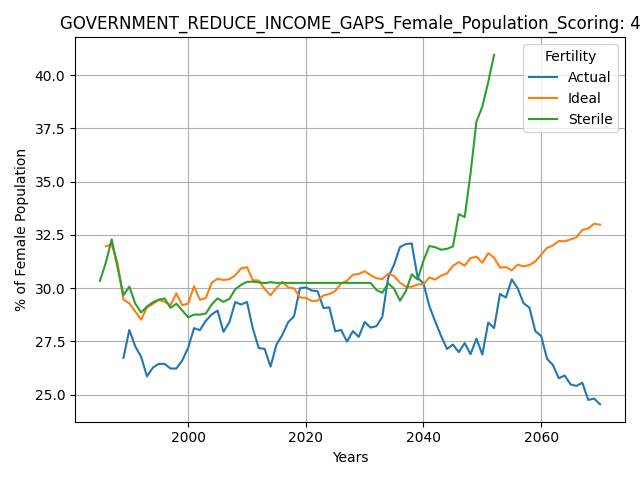 GOVERNMENT_REDUCE_INCOME_GAPS_Female_Population_Scoring: 4
Fertility
Actual
Ideal
Sterile
% of Female Population
40.0
37.5
35.0
32.5
30.0
27.5
25.0
2000
2020
2040
2060
Years